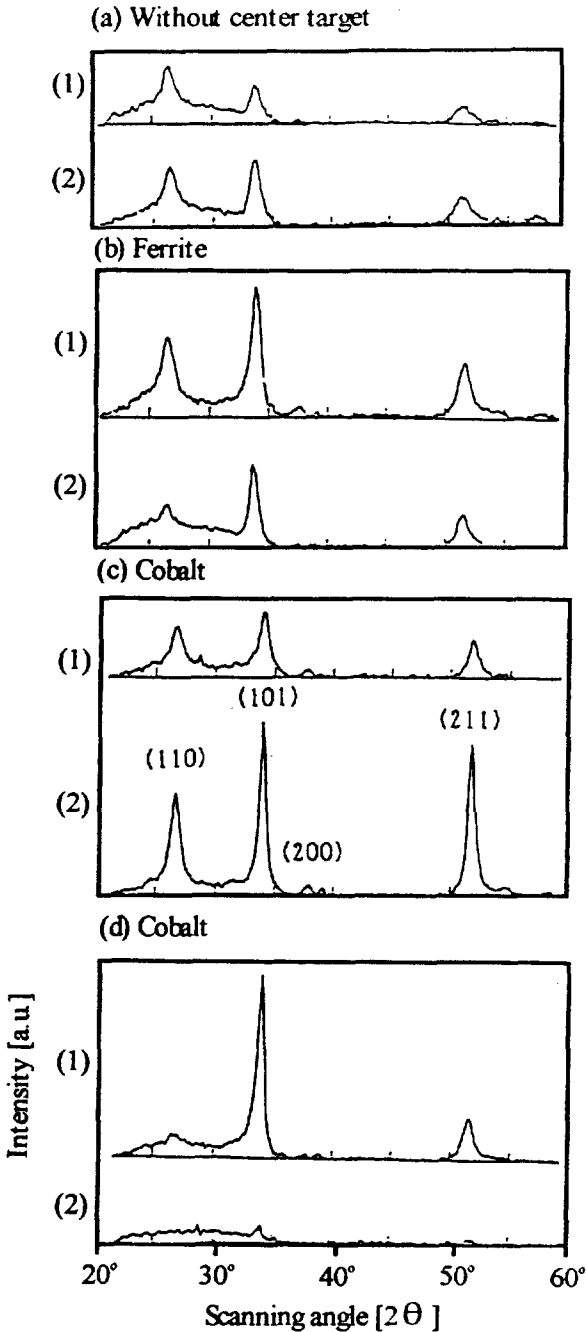 (a) Without center target
(1)
(2)
(b) Ferrite
(1)
(2)
(c) Cobalt
(1)
(101)
(211)
(110)
(2)
(200)
(d) Cobalt
(1)
(2)
Intensity [a.u]
20° 30° 40° 50° 60°
Scanning angle [2Θ]